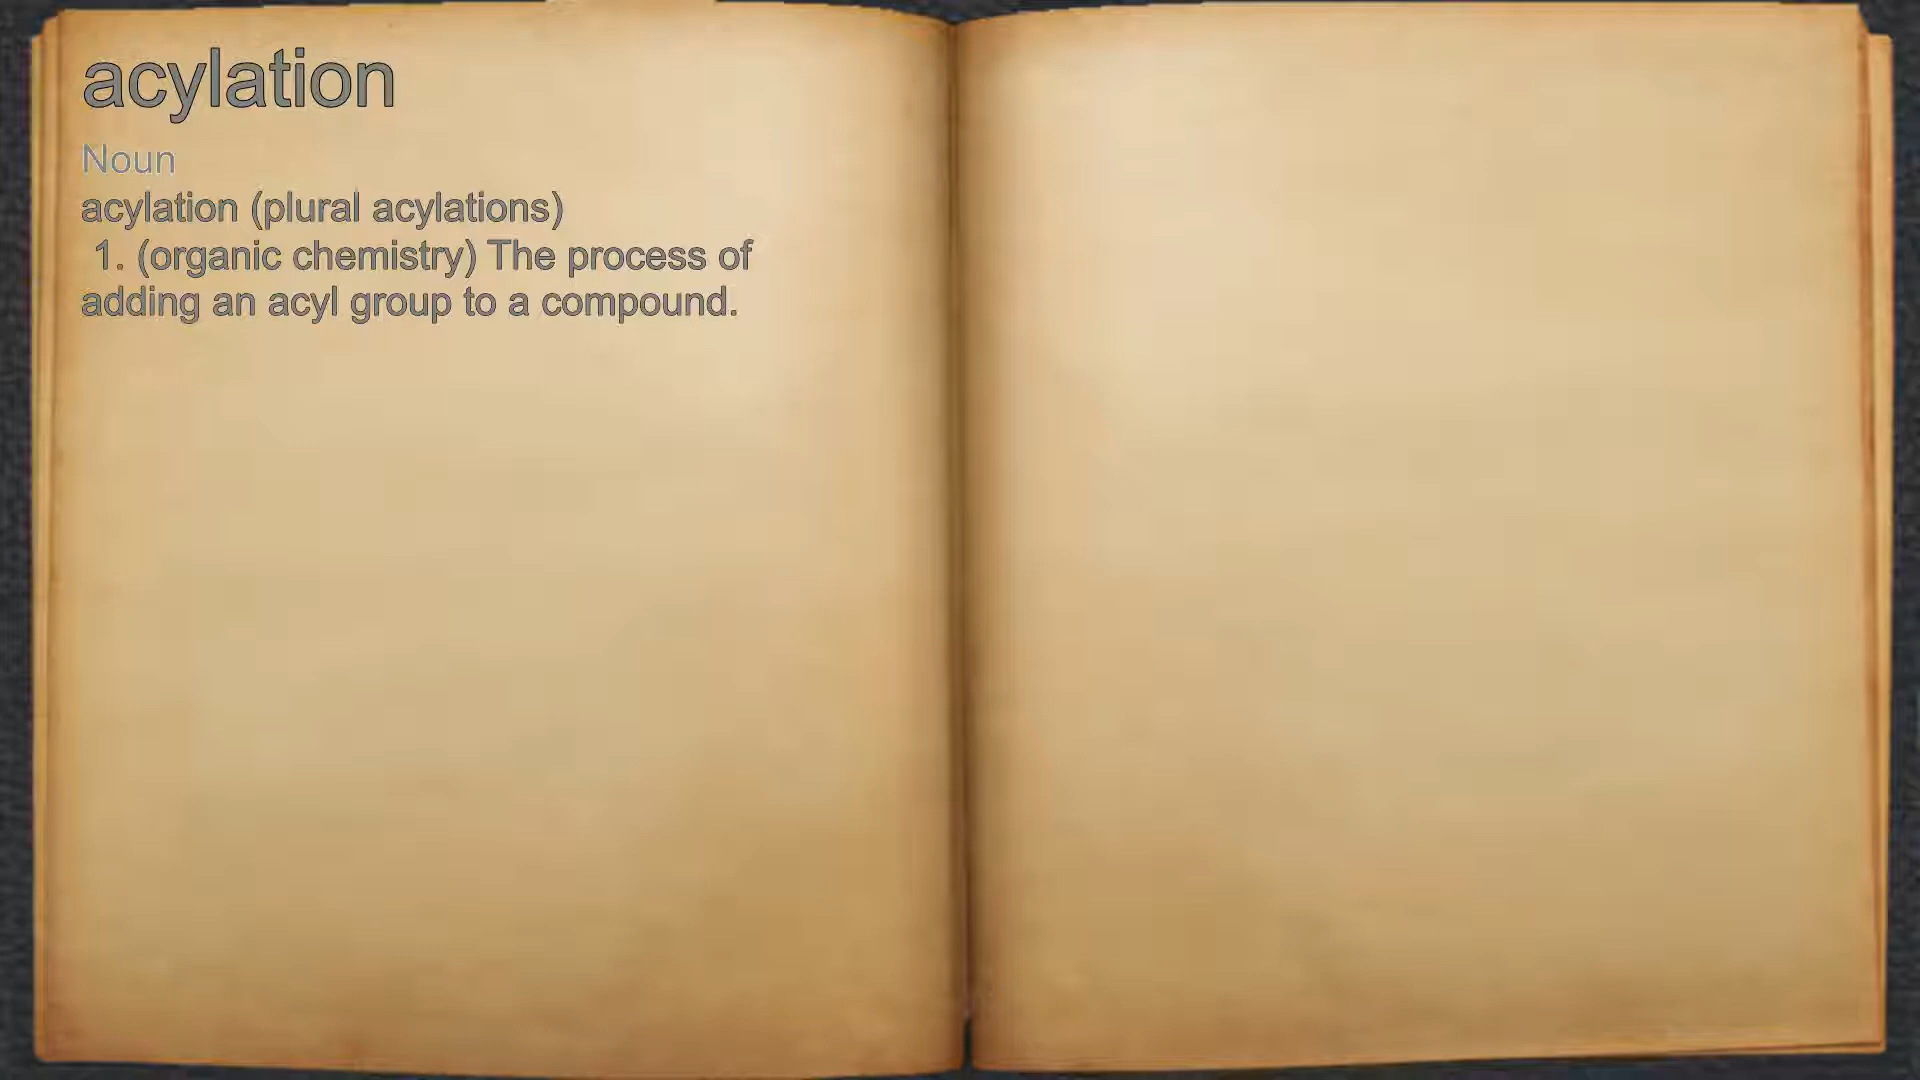 acylation
Noun
acylation (plural acylations)
1. (organic chemistry) The process of
adding an acyl group to a compound.